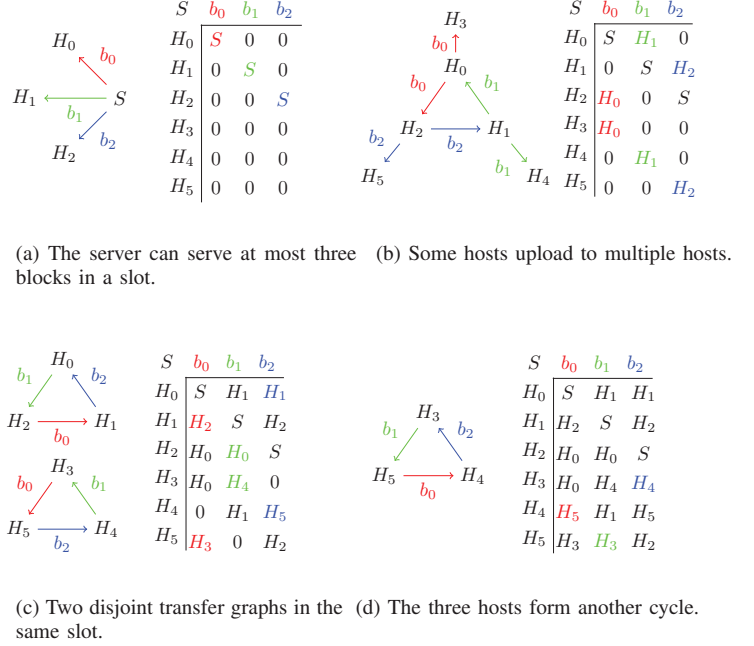 H₀
b₀
H₁
S
b₁
b₂
H₂
S b₀ b₁ b₂
H₀ S 0 0
H₁ 0 S 0
H₂ 0 0 S
H₃ 0 0 0
H₄ 0 0 0
H₅ 0 0 0
(a) The server can serve at most three
blocks in a slot.
H₃
b₀
H₀
b₀ b₁
H₂ H₁
b₂ b₂
b₁
H₅ H₄
S b₀ b₁ b₂
H₀ S H₁ 0
H₁ 0 S H₂
H₂ H₀ 0 S
H₃ H₀ 0 0
H₄ 0 H₁ 0
H₅ 0 0 H₂
(b) Some hosts upload to multiple hosts.
H₀
b₁ b₂
H₂ H₁
b₀
H₃
b₀ b₁
H₅ H₄
b₂
S b₀ b₁ b₂
H₀ S H₁ H₁
H₁ H₂ S H₂
H₂ H₀ H₀ S
H₃ H₀ H₄ 0
H₄ 0 H₁ H₅
H₅ H₃ 0 H₂
(c) Two disjoint transfer graphs in the
same slot.
H₃
b₁ b₂
H₅ H₄
b₀
S b₀ b₁ b₂
H₀ S H₁ H₁
H₁ H₂ S H₂
H₂ H₀ H₀ S
H₃ H₀ H₄ H₄
H₄ H₅ H₁ H₅
H₅ H₃ H₃ H₂
(d) The three hosts form another cycle.